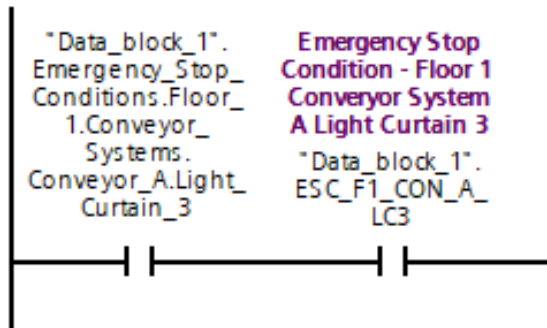 "Data_block_1".
Emergency_Stop_
Conditions.Floor_
1.Conveyor_
Systems.
Conveyor_A.Light_
Curtain_3
Emergency Stop
Condition - Floor 1
Converyor System
A Light Curtain 3
"Data_block_1".
ESC_F1_CON_A_
LC3